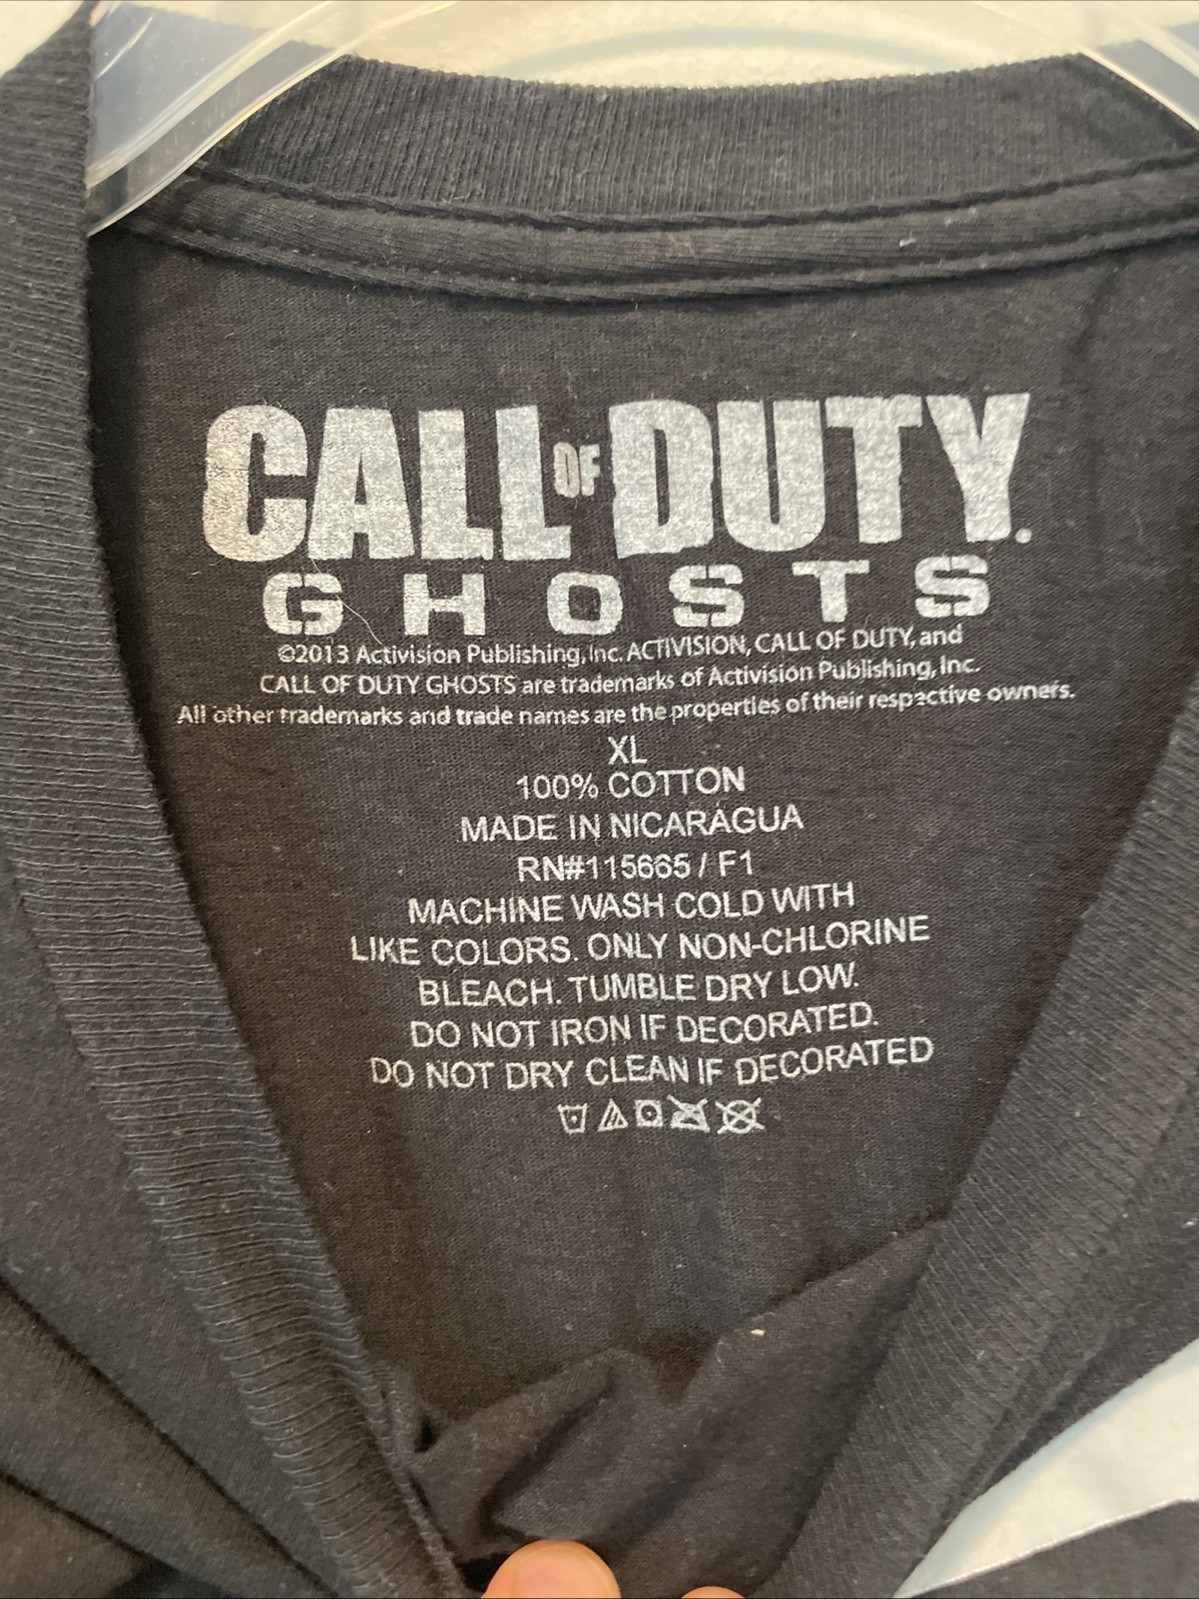 CALL OF DUTY.
GHOSTS
©2013 Activision Publishing, Inc. ACTIVISION, CALL OF DUTY, and
CALL OF DUTY GHOSTS are trademarks of Activision Publishing, Inc.
All other trademarks and trade names are the properties of their respective owners.
XL
100% COTTON
MADE IN NICARAGUA
RN#115665 / F1
MACHINE WASH COLD WITH
LIKE COLORS. ONLY NON-CHLORINE
BLEACH. TUMBLE DRY LOW.
DO NOT IRON IF DECORATED.
DO NOT DRY CLEAN IF DECORATED